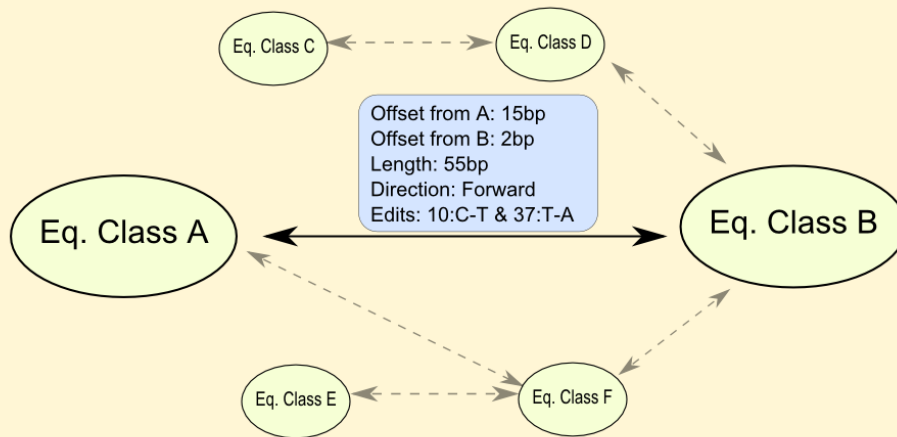 Eq. Class C
Eq. Class D
Offset from A: 15bp
Offset from B: 2bp
Length: 55bp
Direction: Forward
Edits: 10:C-T & 37:T-A
Eq. Class A
Eq. Class B
Eq. Class E
Eq. Class F